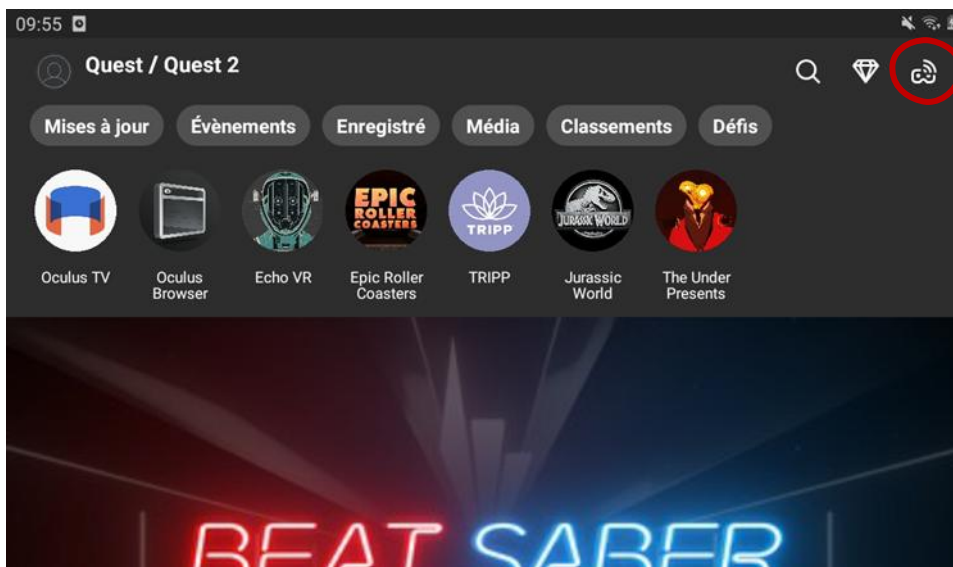 09:55
Quest / Quest 2
Mises à jour Évènements Enregistré Média Classements Défis
EPIC
ROLLER
COASTERS
TRIPP
JURASSIC WORLD
Oculus TV Oculus Browser Echo VR Epic Roller Coasters TRIPP Jurassic World The Under Presents
BEAT SABER